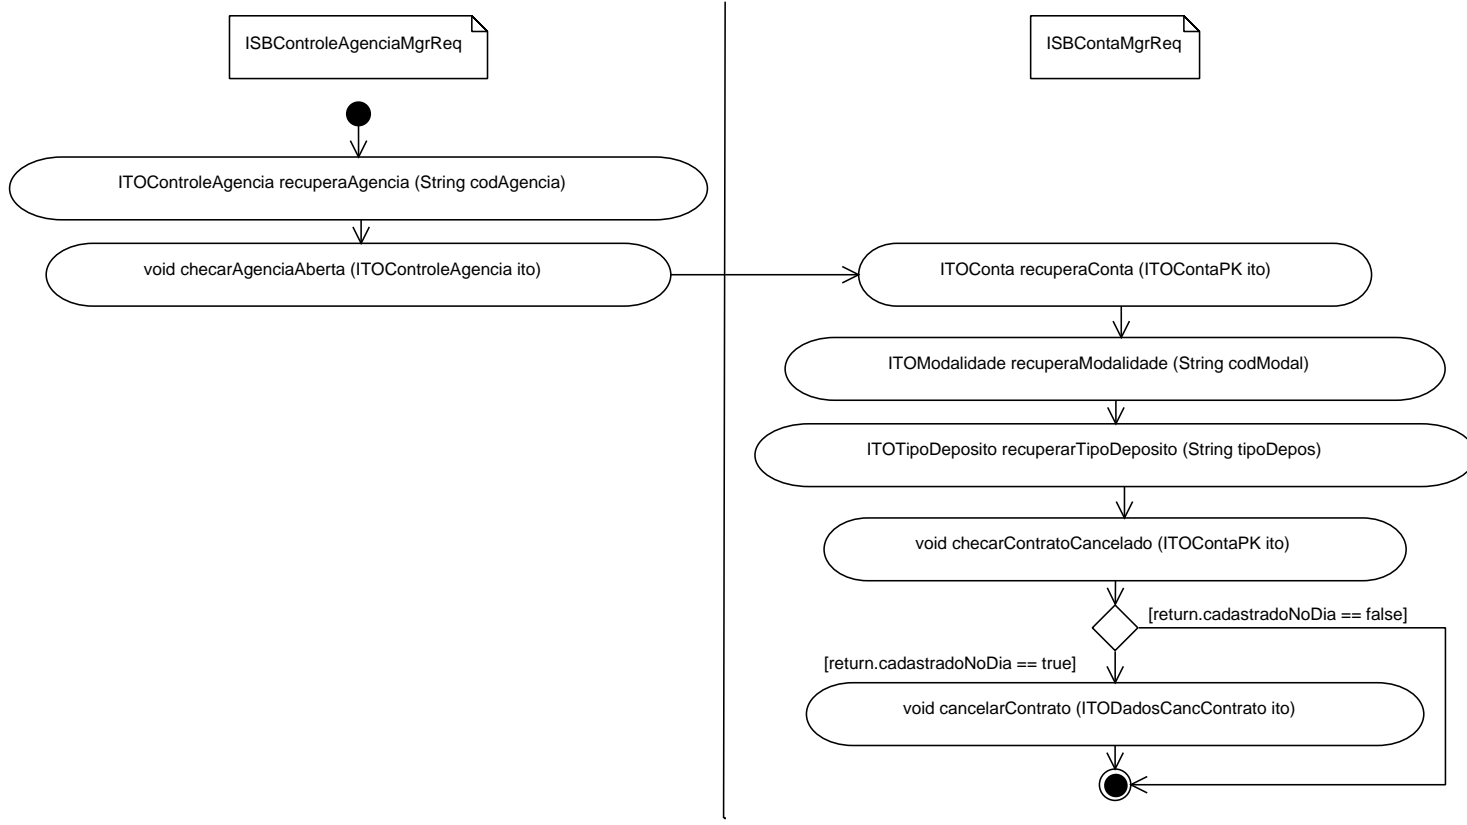 ISBControleAgenciaMgrReq
ISBContaMgrReq
ITOControleAgencia recuperaAgencia (String codAgencia)
void checarAgenciaAberta (ITOControleAgencia ito)
ITOConta recuperaConta (ITOContaPK ito)
ITOModalidade recuperaModalidade (String codModal)
ITOTipoDeposito recuperarTipoDeposito (String tipoDepos)
void checarContratoCancelado (ITOContaPK ito)
[return.cadastradoNoDia == false]
[return.cadastradoNoDia == true]
void cancelarContrato (ITODadosCancContrato ito)